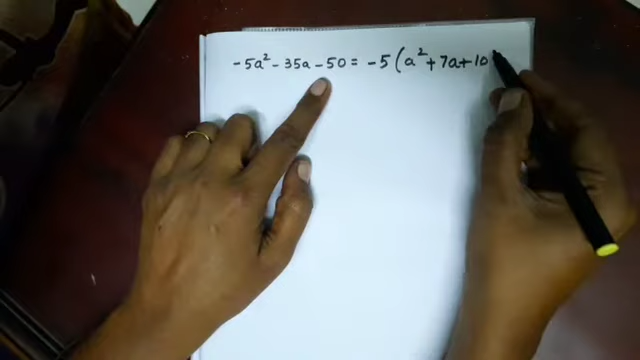 -5a² - 35a - 50 = -5 (a² + 7a + 10